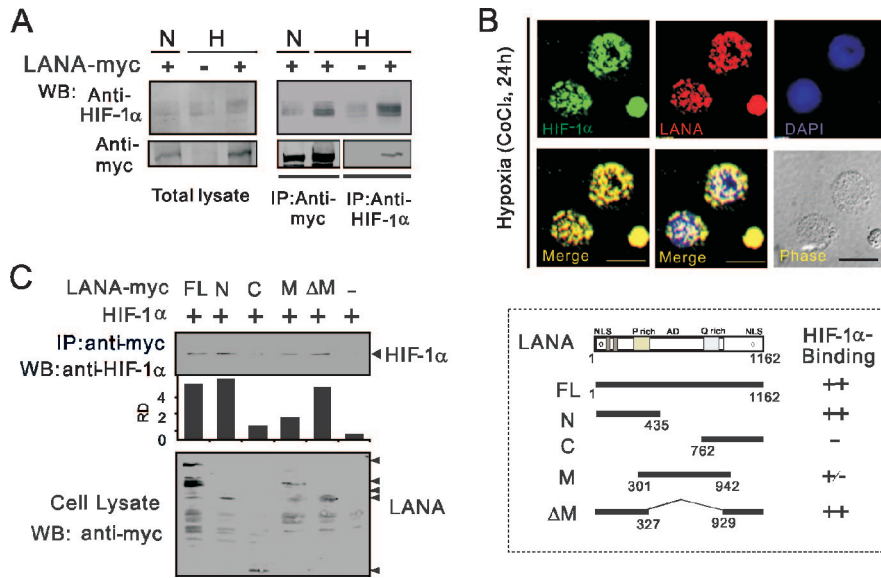 A
N H N H
LANA-myc + - + + + - +
WB: Anti-
HIF-1α
Anti-
myc
Total lysate
IP:Anti-
myc
IP:Anti-
HIF-1α
B
Hypoxia (CoCl₂, 24h)
HIF-1α LANA DAPI
Merge Merge Phase
C
LANA-myc FL N C M ΔM –
HIF-1α + + + + + +
IP:anti-myc
WB:anti-HIF-1α
HIF-1α
RD
4
2
0
Cell Lysate
WB: anti-myc
LANA
NLS P rich AD Q rich NLS
LANA
1 1162
HIF-1α-
Binding
FL 1 1162 ++
N 435 ++
C 762 –
M 301 942 +/-
ΔM 327 929 ++